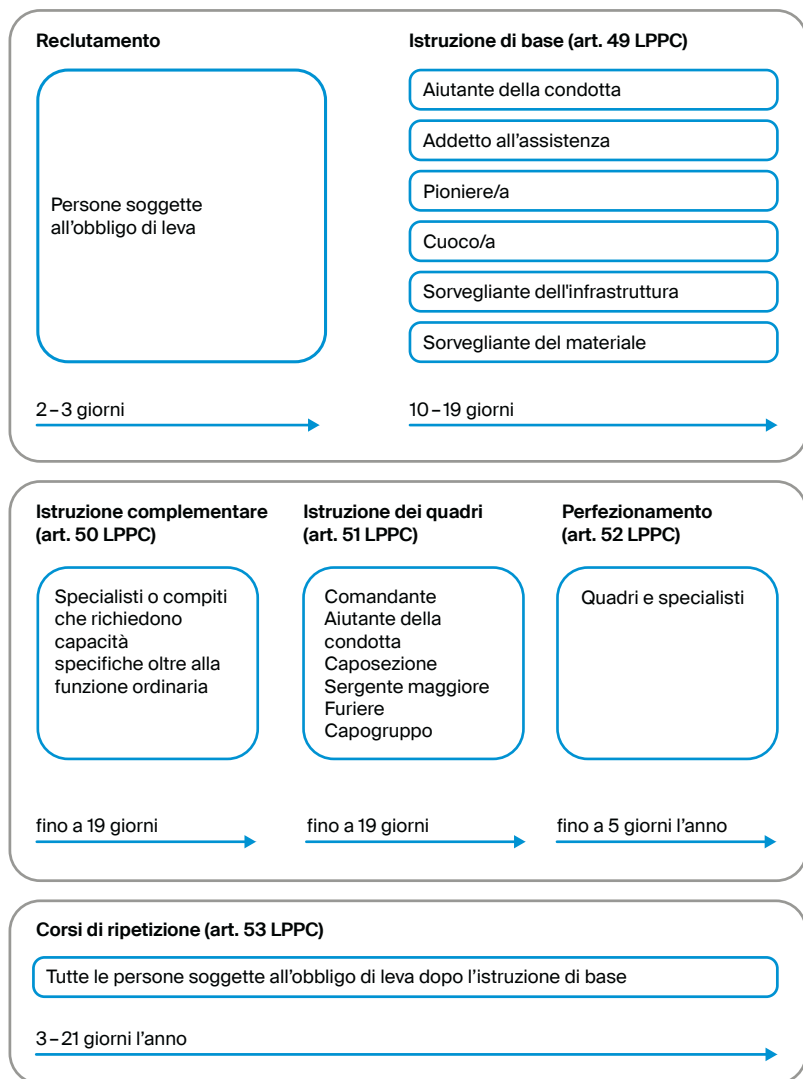 Reclutamento
Persone soggette
all'obbligo di leva
2–3 giorni
Istruzione di base (art. 49 LPPC)
Aiutante della condotta
Addetto all'assistenza
Pioniere/a
Cuoco/a
Sorvegliante dell'infrastruttura
Sorvegliante del materiale
10–19 giorni
Istruzione complementare
(art. 50 LPPC)
Specialisti o compiti
che richiedono
capacità
specifiche oltre alla
funzione ordinaria
fino a 19 giorni
Istruzione dei quadri
(art. 51 LPPC)
Comandante
Aiutante della
condotta
Caposezione
Sergente maggiore
Furiere
Capogruppo
fino a 19 giorni
Perfezionamento
(art. 52 LPPC)
Quadri e specialisti
fino a 5 giorni l'anno
Corsi di ripetizione (art. 53 LPPC)
Tutte le persone soggette all'obbligo di leva dopo l'istruzione di base
3–21 giorni l'anno